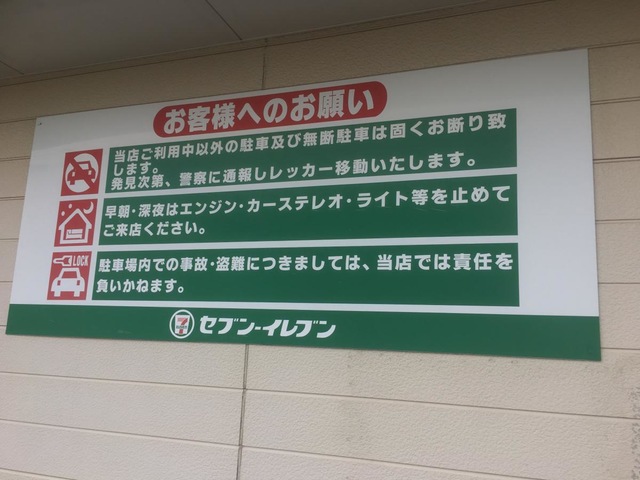 お客様へのお願い
当店ご利用中以外の駐車及び無断駐車は固くお断り致
します。
発見次第、警察に通報しレッカー移動いたします。
早朝・深夜はエンジン・カーステレオ・ライト等を止めて
ご来店ください。
LOCK
駐車場内での事故・盗難につきましては、当店では責任を
負いかねます。
セブン-イレブン